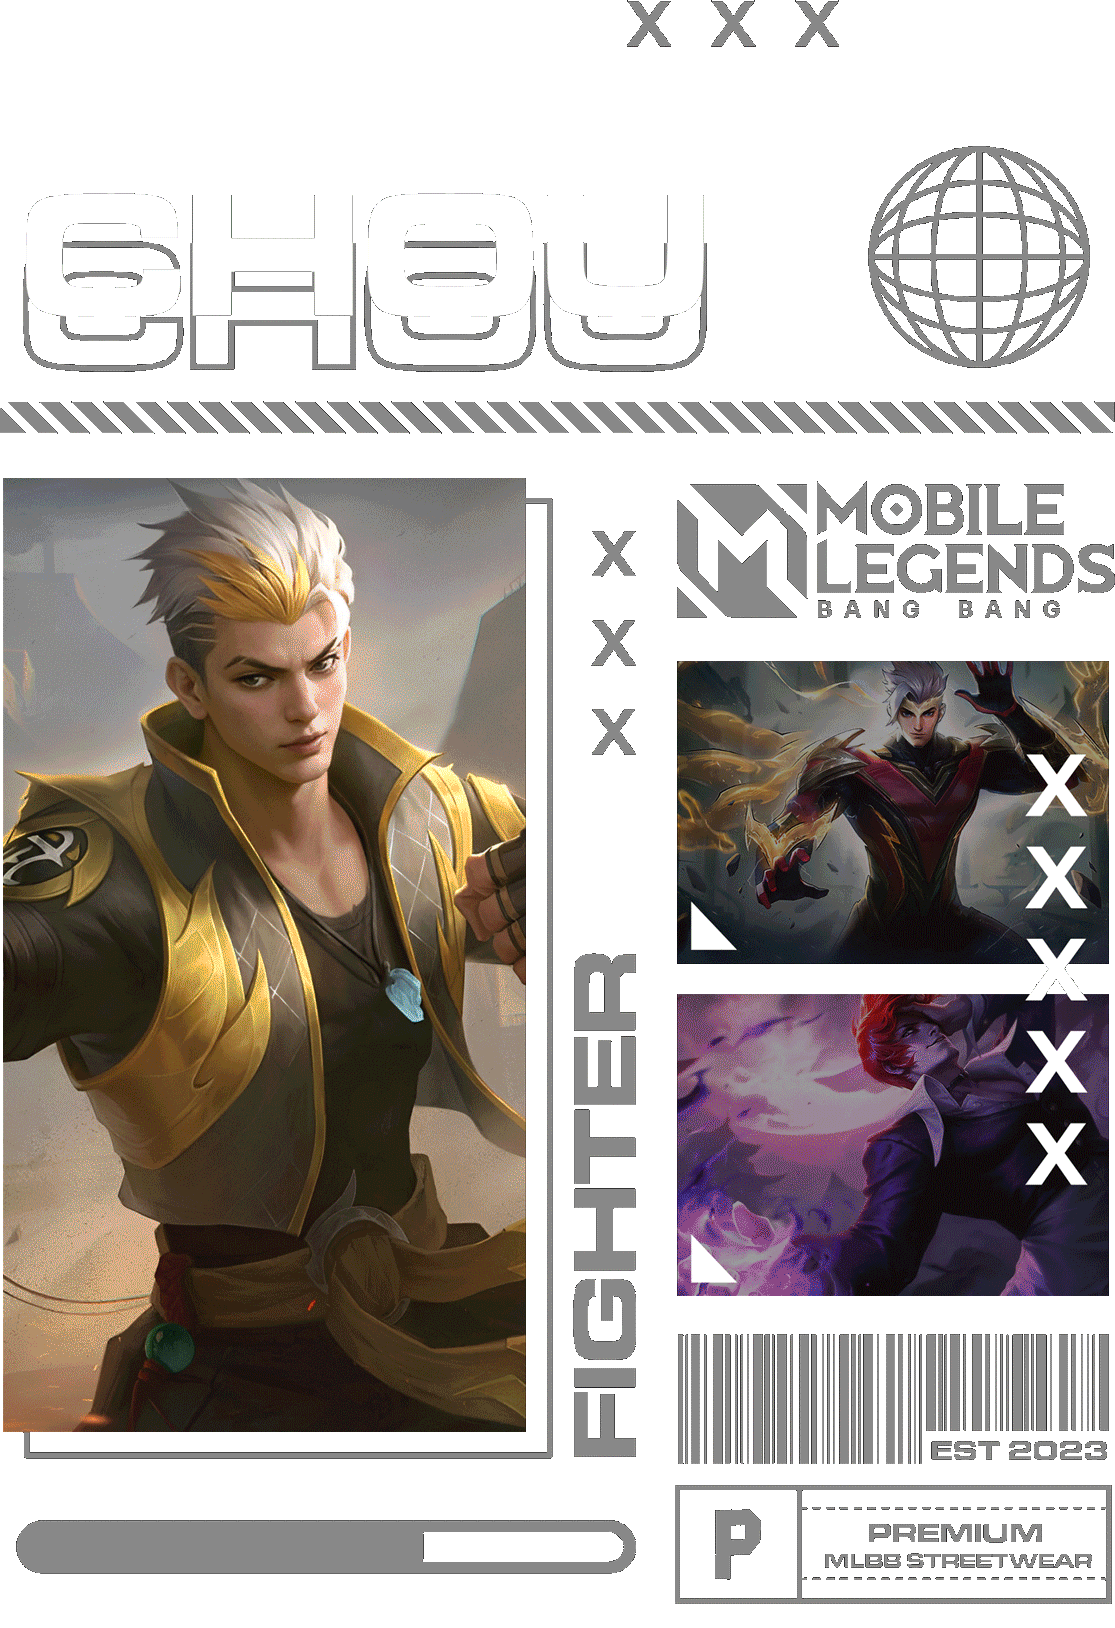 X X X
CHOU
X
X
X
MOBILE
LEGENDS
BANG BANG
X
X
X
X
X
FIGHTER
EST 2023
P
PREMIUM
MLBB STREETWEAR